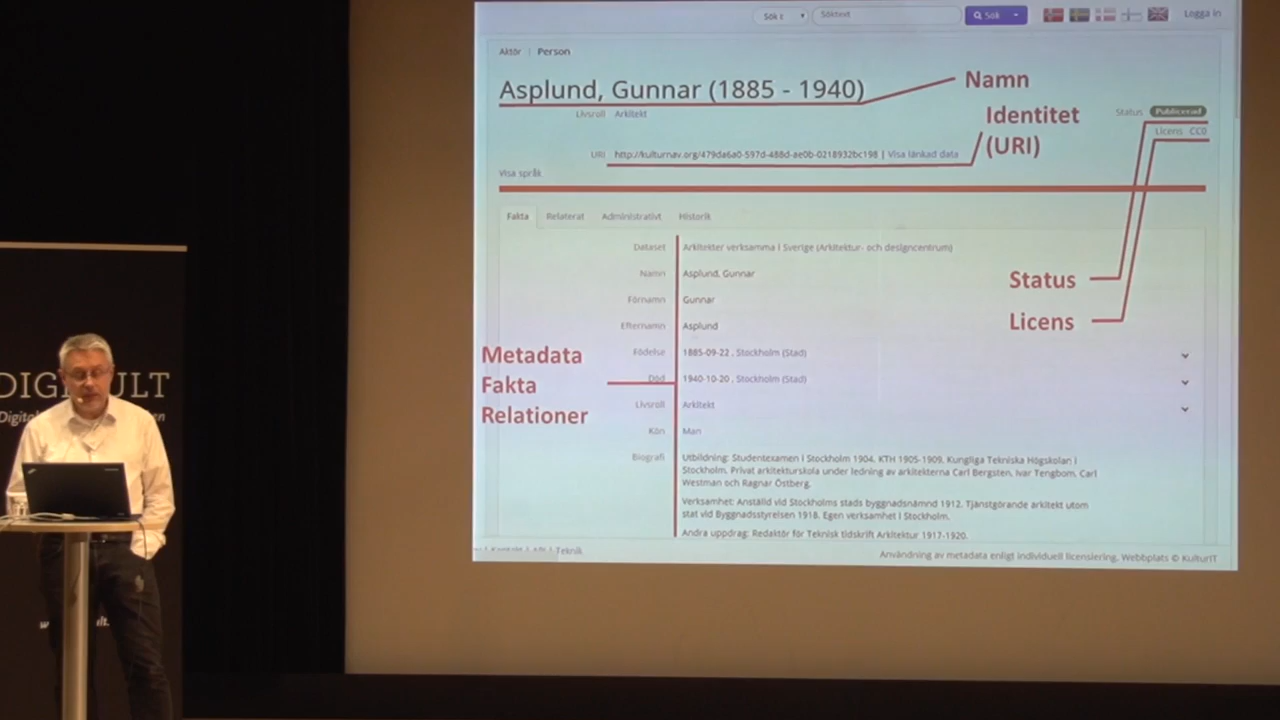 Sök i
Söktext
Sök
Logga in
Aktör | Person
Asplund, Gunnar (1885 - 1940)
Namn
Livsroll Arkitekt
Identitet
(URI)
Status Publicerad
Licens CC0
URI http://kulturnav.org/479da6a0-597d-488d-ae0b-0218932bc198 | Visa länkad data
Visa språk
Fakta Relaterat Administrativt Historik
Dataset Arkitekter verksamma i Sverige (Arkitektur- och designcentrum)
Namn Asplund, Gunnar
Förnamn Gunnar
Efternamn Asplund
Födelse 1885-09-22 , Stockholm (Stad)
Död 1940-10-20 , Stockholm (Stad)
Livsroll Arkitekt
Kön Man
Biografi Utbildning: Studentexamen i Stockholm 1904, KTH 1905-1909, Kungliga Tekniska Högskolan i
Stockholm. Privat arkitekturskola under ledning av arkitekterna Carl Bergsten, Ivar Tengbom, Carl
Westman och Ragnar Östberg.
Verksamhet: Anställd vid Stockholms stads byggnadsnämnd 1912. Tjänstgörande arkitekt utom
stat vid Byggnadsstyrelsen 1918. Egen verksamhet i Stockholm.
Andra uppdrag: Redaktör för Teknisk tidskrift Arkitektur 1917-1920.
Status
Licens
Metadata
Fakta
Relationer
| Kontakt | API | Teknik
Användning av metadata enligt individuell licensiering. Webbplats © KulturIT
DIGI ULT
Digital